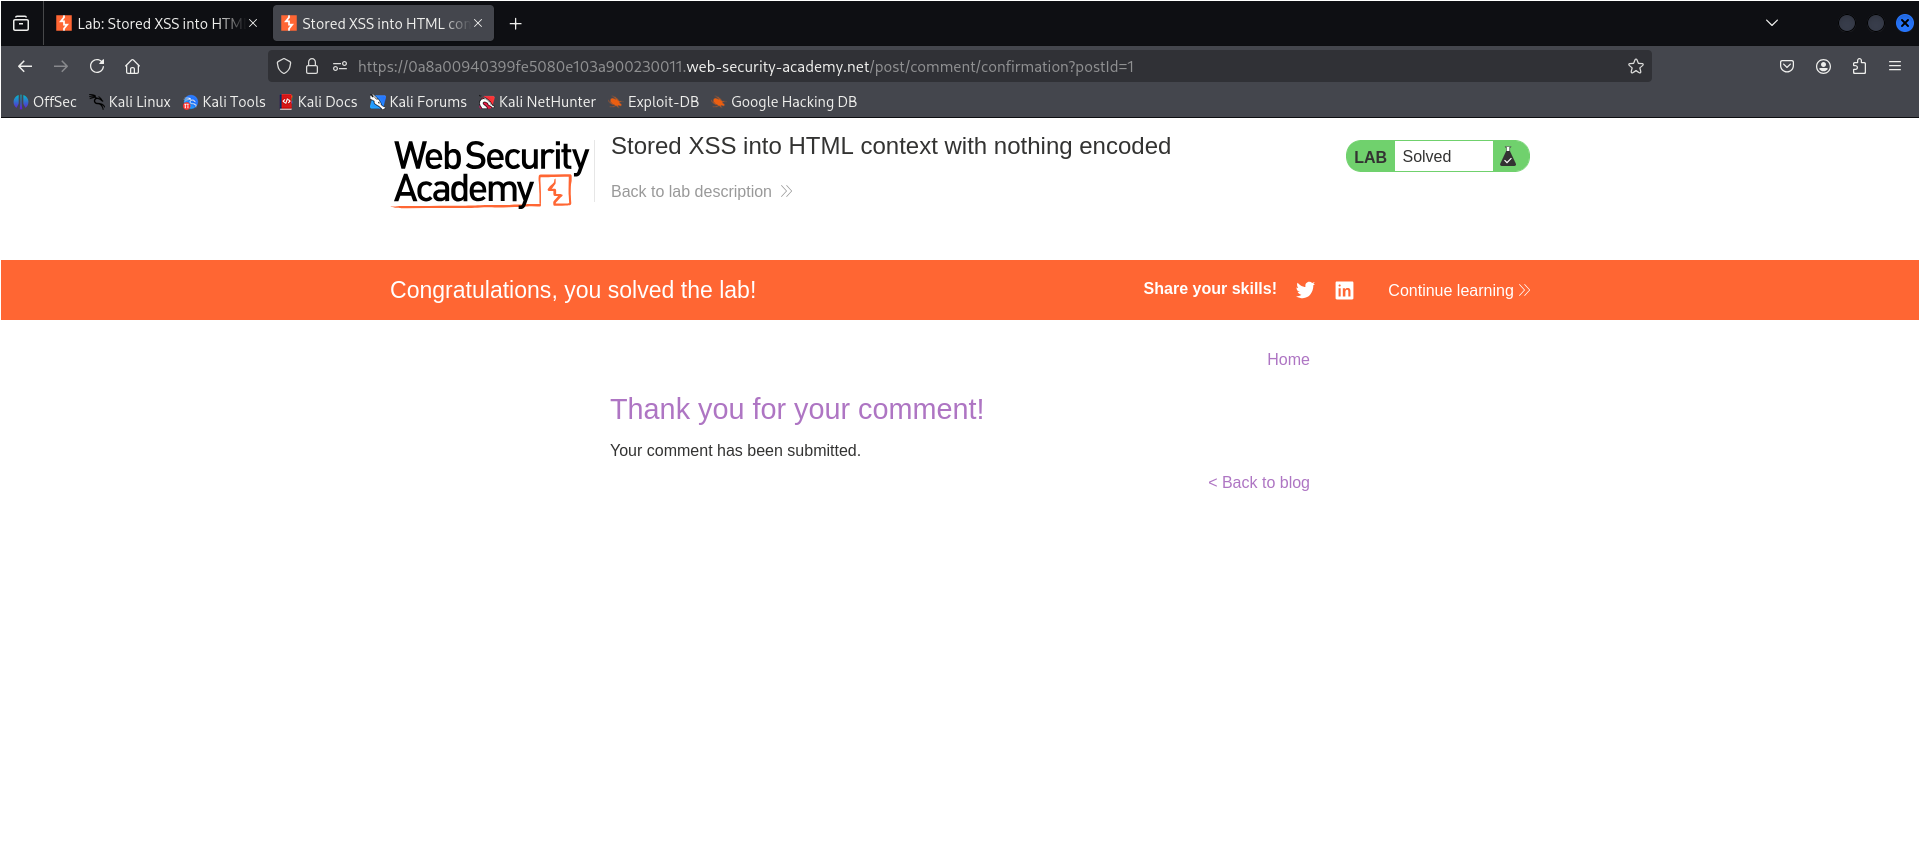 Lab: Stored XSS into HTM
Stored XSS into HTML con
https://0a8a00940399fe5080e103a900230011.web-security-academy.net/post/comment/confirmation?postId=1
OffSec Kali Linux Kali Tools Kali Docs Kali Forums Kali NetHunter Exploit-DB Google Hacking DB
Web Security
Academy
Stored XSS into HTML context with nothing encoded
Back to lab description
LAB Solved
Congratulations, you solved the lab!
Share your skills!
Continue learning
Home
Thank you for your comment!
Your comment has been submitted.
< Back to blog